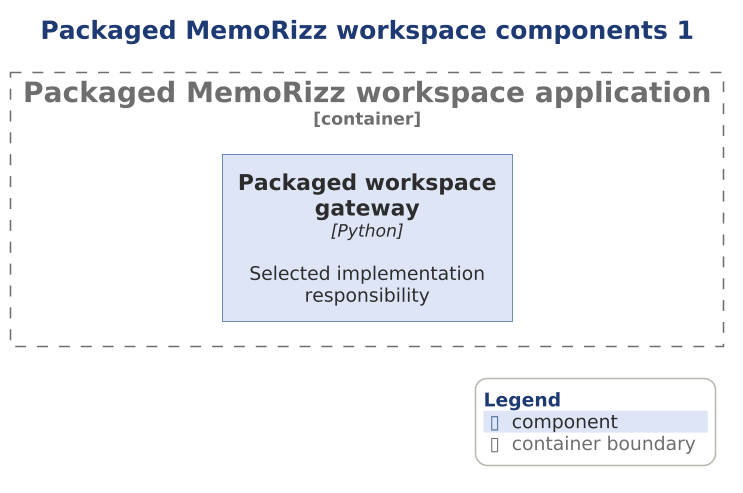 Packaged MemoRizz workspace components 1
Packaged MemoRizz workspace application
[container]
Packaged workspace
gateway
[Python]
Selected implementation
responsibility
Legend
▯ component
▯ container boundary